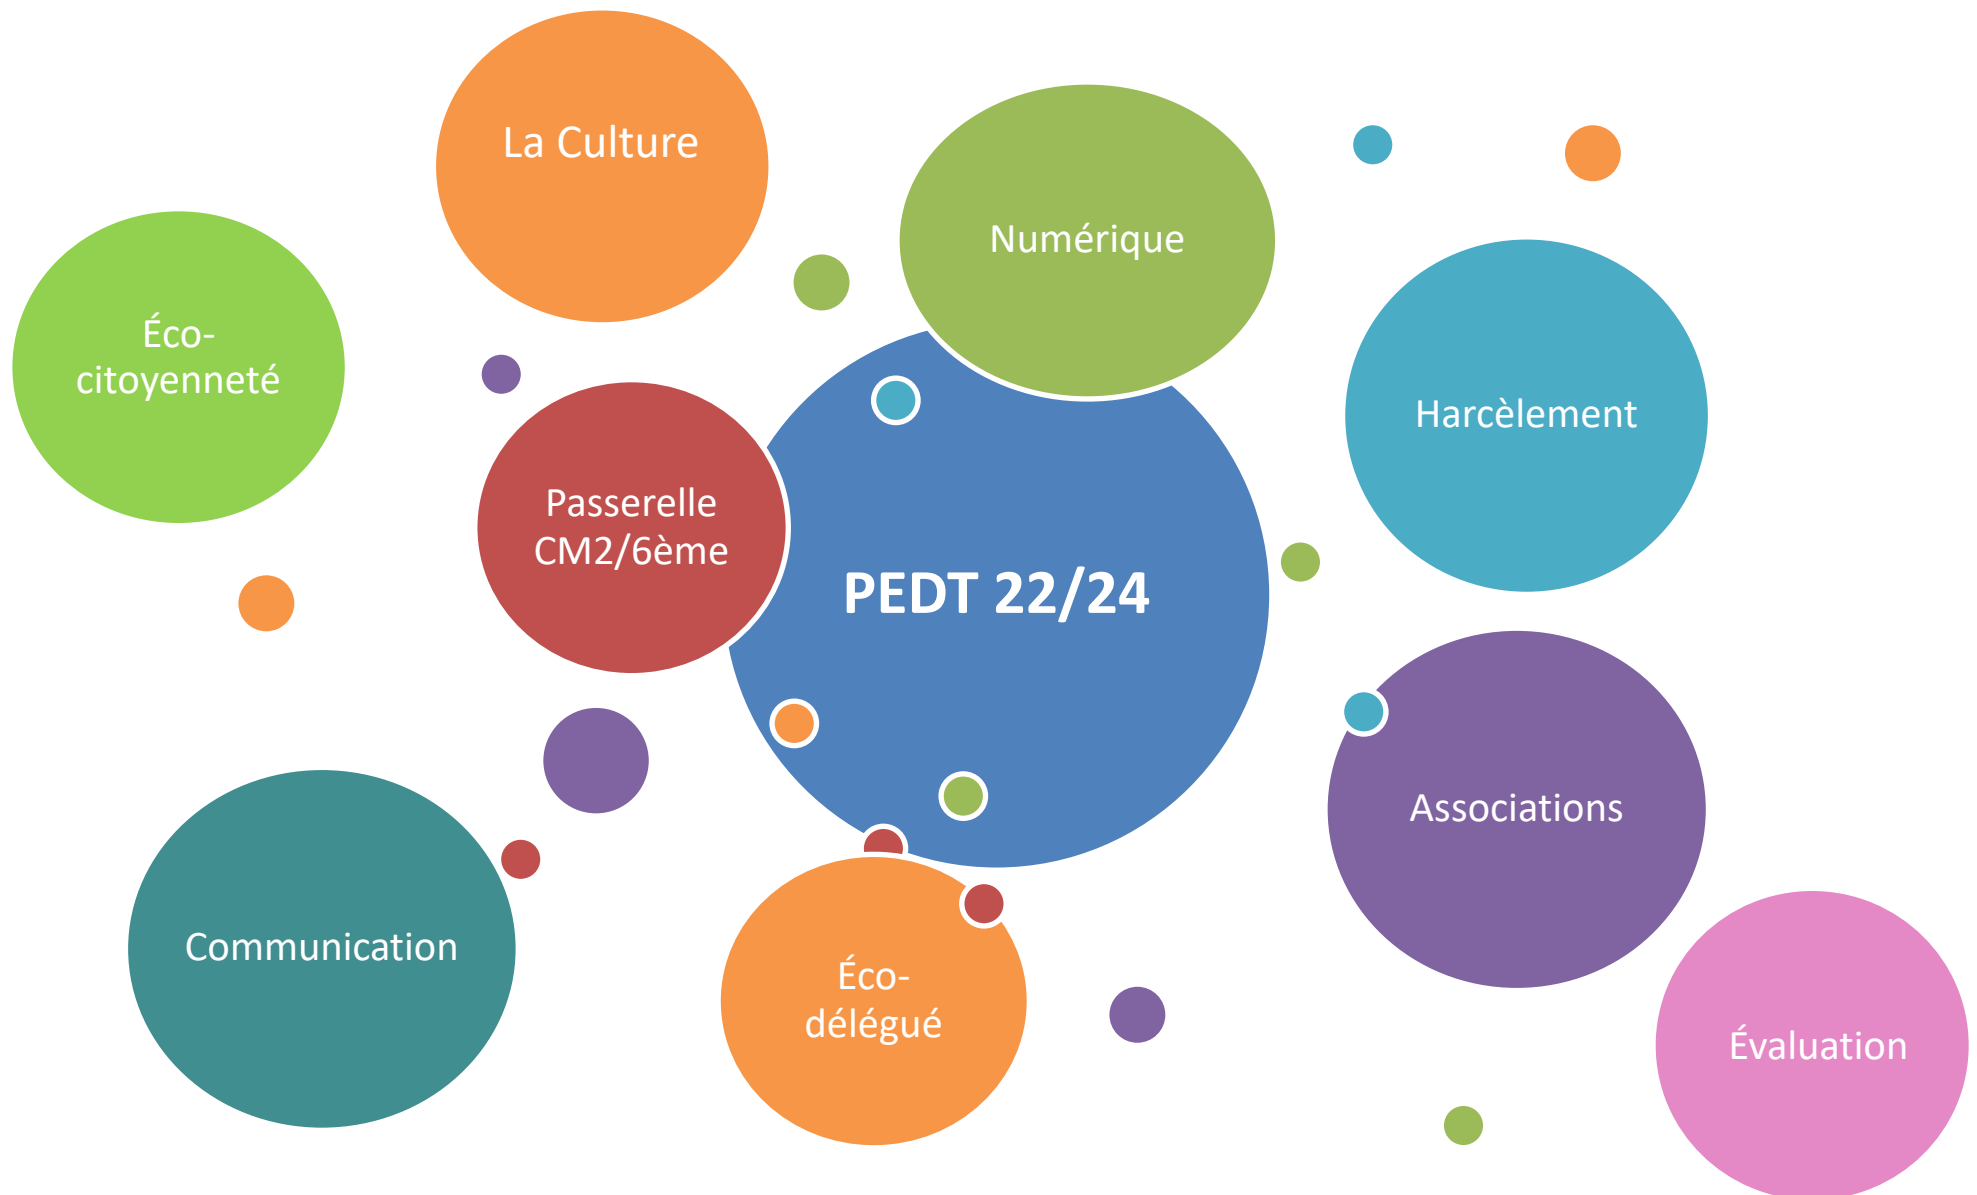 La Culture
Numérique
Éco-
citoyenneté
Harcèlement
Passerelle
CM2/6ème
PEDT 22/24
Associations
Communication
Éco-
délégué
Évaluation